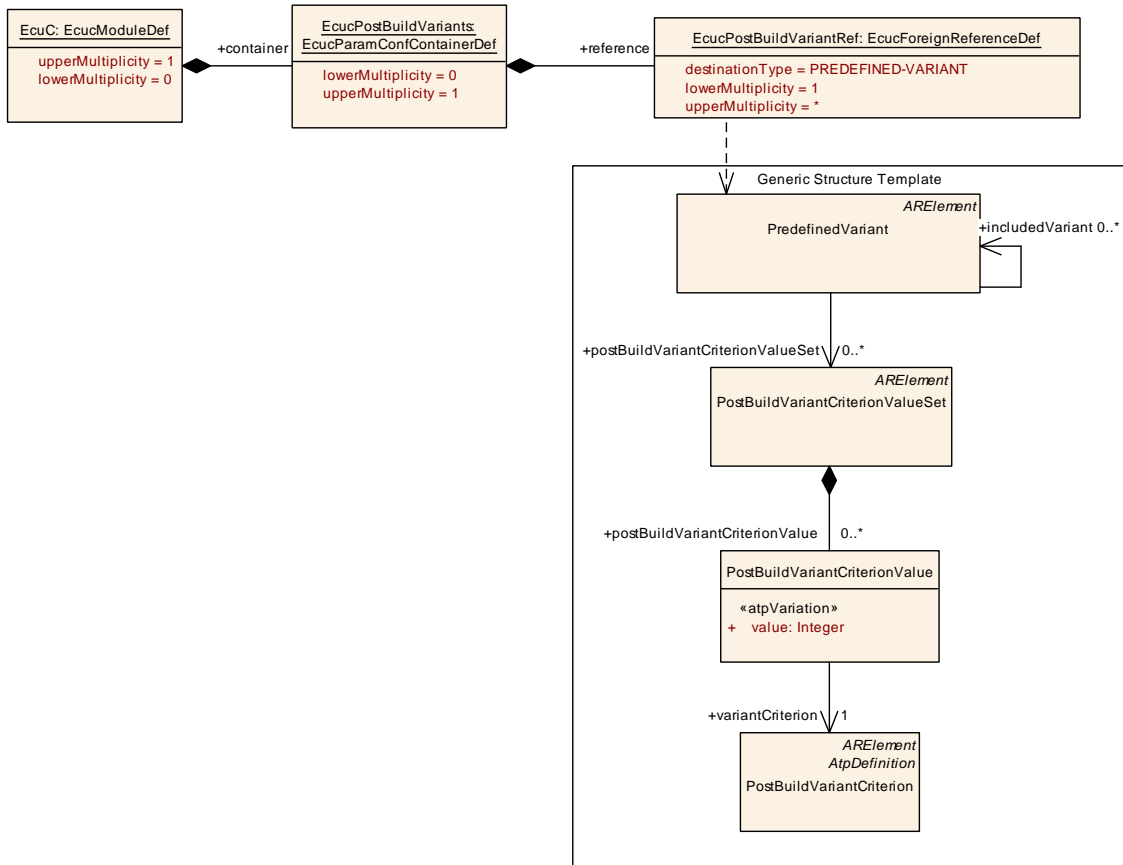 EcuC: EcucModuleDef
upperMultiplicity = 1
lowerMultiplicity = 0
+container
EcucPostBuildVariants:
EcucParamConfContainerDef
lowerMultiplicity = 0
upperMultiplicity = 1
+reference
EcucPostBuildVariantRef: EcucForeignReferenceDef
destinationType = PREDEFINED-VARIANT
lowerMultiplicity = 1
upperMultiplicity = *
Generic Structure Template
ARElement
PredefinedVariant
+includedVariant 0..*
+postBuildVariantCriterionValueSet 0..*
ARElement
PostBuildVariantCriterionValueSet
+postBuildVariantCriterionValue 0..*
PostBuildVariantCriterionValue
«atpVariation»
+ value: Integer
+variantCriterion 1
ARElement
AtpDefinition
PostBuildVariantCriterion